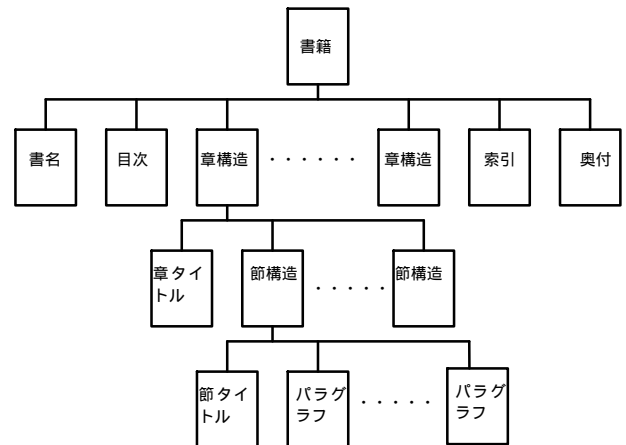 書籍
書名
目次
章構造
・・・・・・
章構造
索引
奥付
章タイ
トル
節構造
・・・・・
節構造
節タイ
トル
パラグ
ラフ
・・・・・
パラグ
ラフ